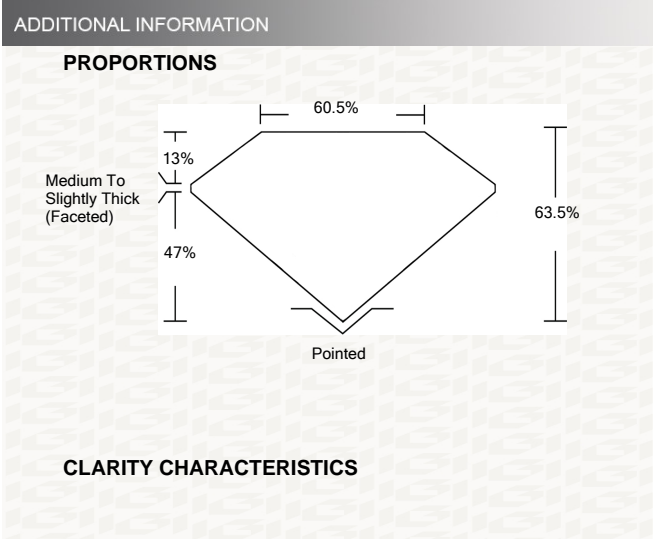 ADDITIONAL INFORMATION
PROPORTIONS
60.5%
13%
Medium To
Slightly Thick
(Faceted)
63.5%
47%
Pointed
CLARITY CHARACTERISTICS